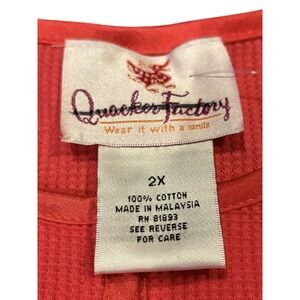 Quacker Factory
Wear it with a smile
2X
100% COTTON
MADE IN MALAYSIA
RN 81893
SEE REVERSE
FOR CARE